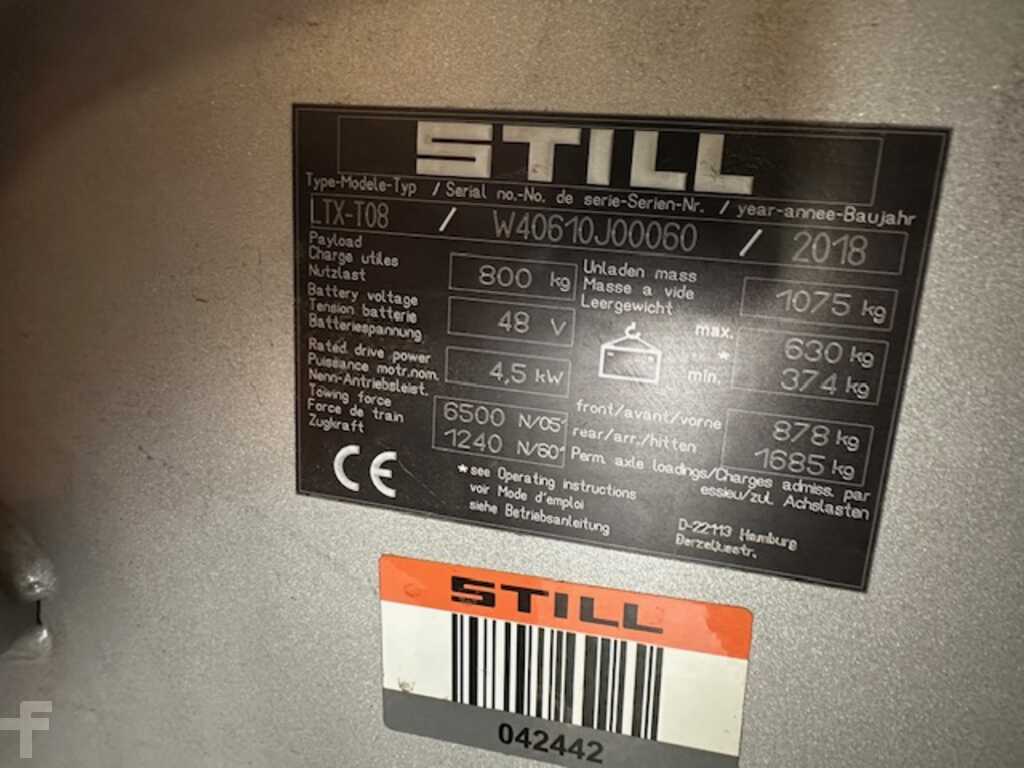 STILL
Type-Modele-Typ / Serial no.-No. de serie-Serien-Nr. / year-annee-Baujahr
LTX-T08 / W40610J00060 / 2018
Payload
Charge utiles
Nutzlast
800 kg
Unladen mass
Masse a vide
Leergewicht
1075 kg
Battery voltage
Tension batterie
Batteriespannung
48 V
max. 630 kg
*
min. 374 kg
Rated drive power
Puiseance motr.nom.
Nenn-Antriebsleist.
4,5 kW
Towing force
Force de train
Zugkraft
6500 N/05'
1240 N/60'
front/avant/vorne 878 kg
rear/arr./hitten 1685 kg
Perm. axle loadings/Charges admiss. par
essieu/zul. Achslasten
CE
*see Operating instructions
voir Mode d'emploi
siehe Betriebsanleitung
D-22113 Hamburg
Berzeliusstr.
STILL
042442
f